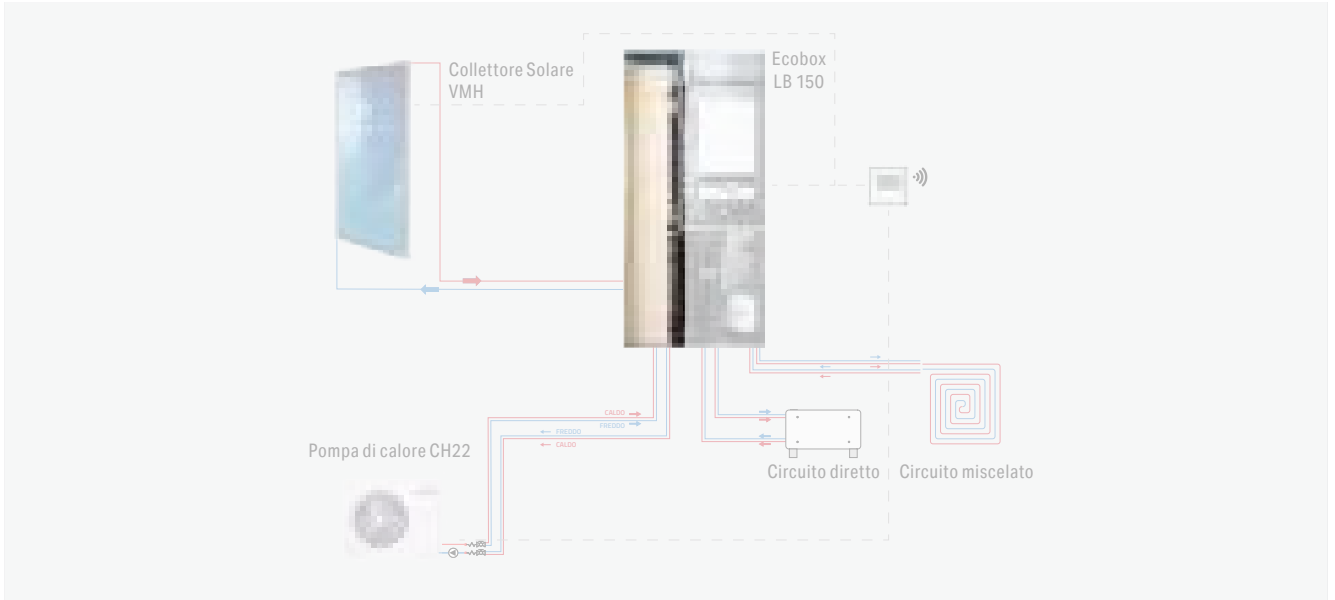 Collettore Solare
VMH
Ecobox
LB 150
CALDO
FREDDO
FREDDO
CALDO
Pompa di calore CH22
Circuito diretto
Circuito miscelato